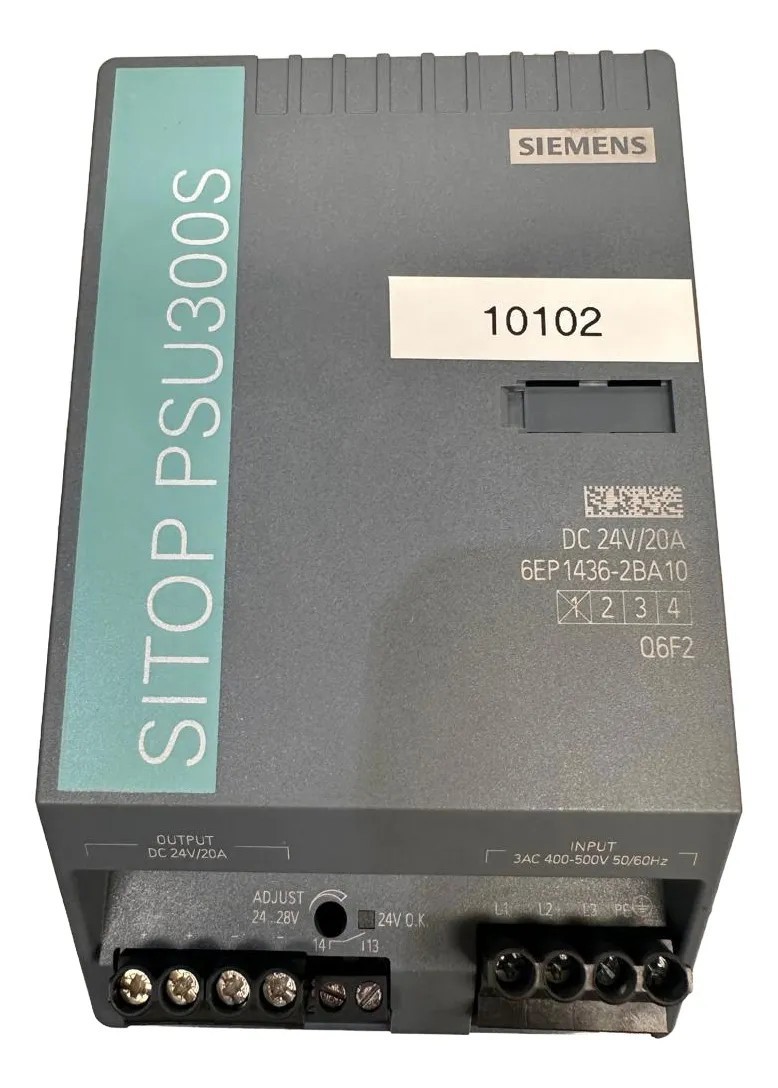 SIEMENS
SITOP PSU300S
10102
DC 24V/20A
6EP1436-2BA10
1 2 3 4
Q6F2
OUTPUT
DC 24V/20A
INPUT
3AC 400-500V 50/60Hz
ADJUST
24..28V
24V O.K.
14 13
L1 L2 L3 PE
+ + - -